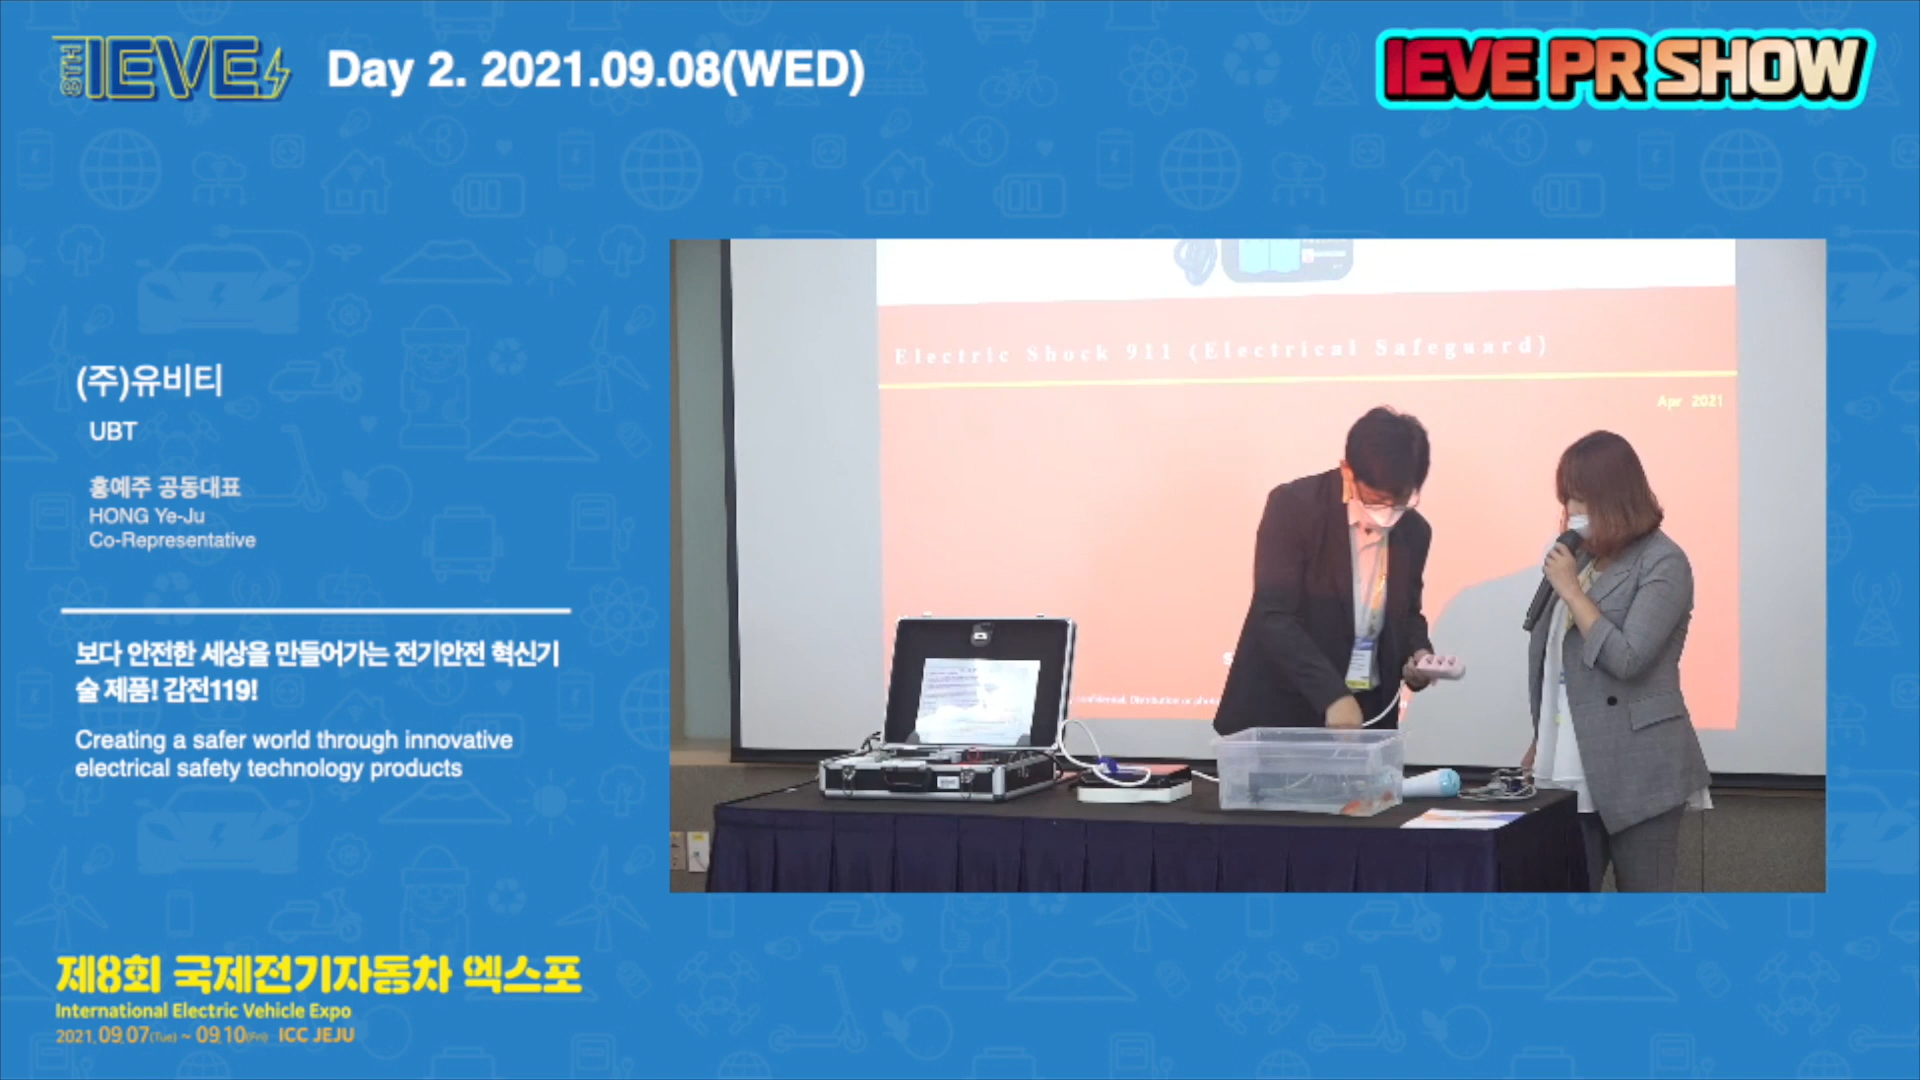 8TH IEVE
Day 2. 2021.09.08(WED)
IEVE PR SHOW
(주)유비티
UBT
홍예주 공동대표
HONG Ye-Ju
Co-Representative
보다 안전한 세상을 만들어가는 전기안전 혁신기
술 제품! 감전119!
Creating a safer world through innovative
electrical safety technology products
Electric Shock 911 (Electrical Safeguard)
Apr 2021
confidential. Distribution or
제8회 국제전기자동차 엑스포
International Electric Vehicle Expo
2021.09.07(Tue) ~ 09.10(Fri) ICC JEJU